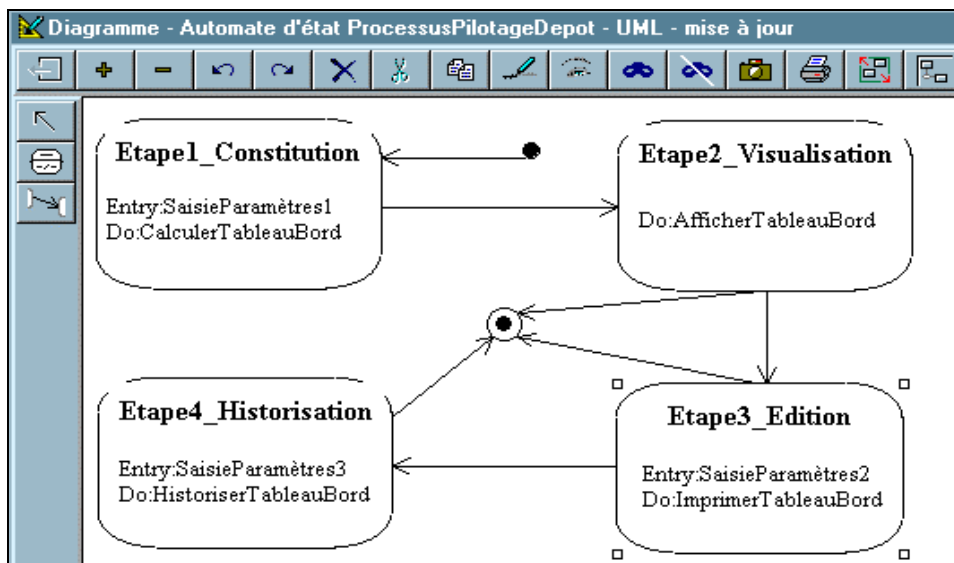 Diagramme - Automate d'état ProcessusPilotageDepot - UML - mise à jour
Etape1_Constitution
Entry:SaisieParamètres1
Do:CalculerTableauBord
Etape2_Visualisation
Do:AfficherTableauBord
Etape4_Historisation
Entry:SaisieParamètres3
Do:HistoriserTableauBord
Etape3_Edition
Entry:SaisieParamètres2
Do:ImprimerTableauBord